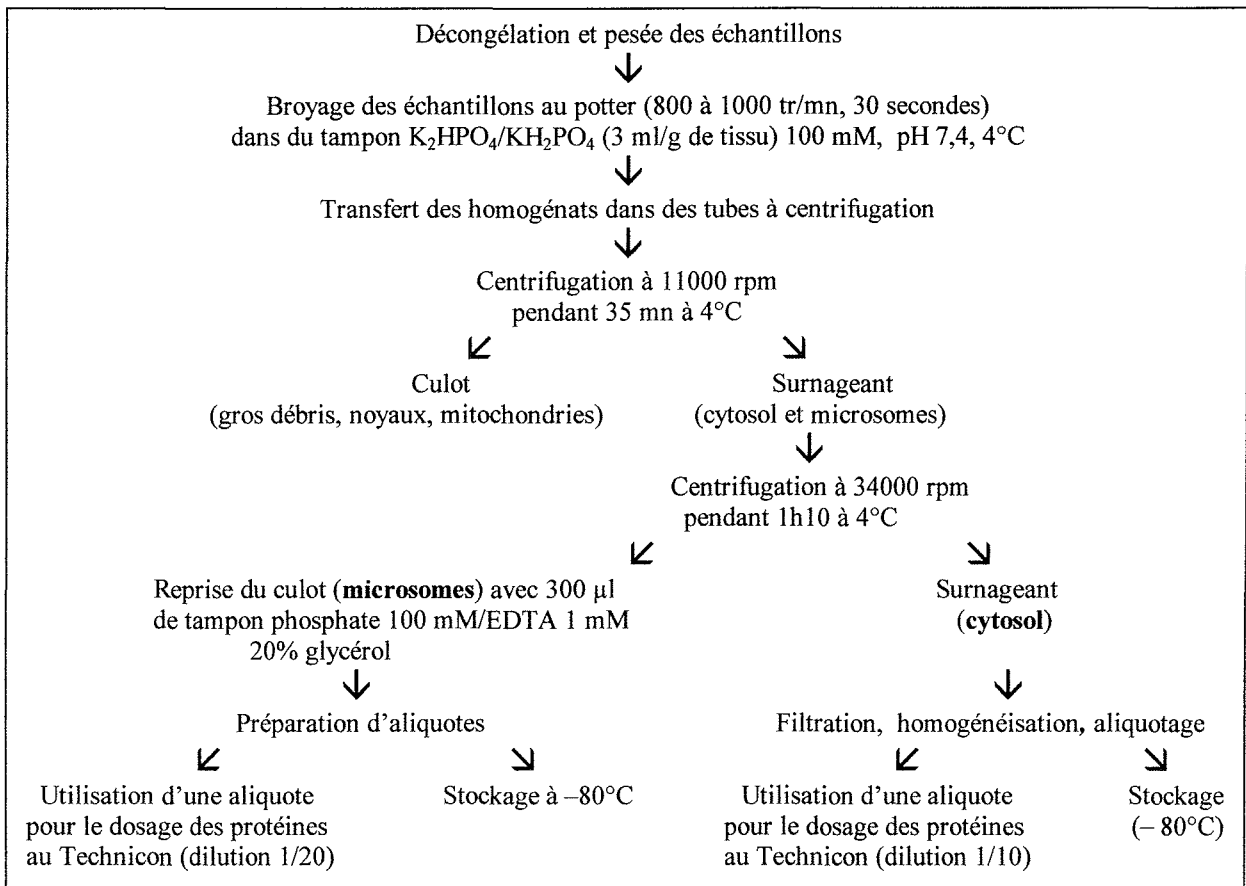 Décongélation et pesée des échantillons
Broyage des échantillons au potter (800 à 1000 tr/mn, 30 secondes)
dans du tampon K₂HPO₄/KH₂PO₄ (3 ml/g de tissu) 100 mM, pH 7,4, 4°C
Transfert des homogénats dans des tubes à centrifugation
Centrifugation à 11000 rpm
pendant 35 mn à 4°C
Culot
(gros débris, noyaux, mitochondries)
Surnageant
(cytosol et microsomes)
Centrifugation à 34000 rpm
pendant 1h10 à 4°C
Reprise du culot (microsomes) avec 300 µl
de tampon phosphate 100 mM/EDTA 1 mM
20% glycérol
Surnageant
(cytosol)
Préparation d'aliquotes
Filtration, homogénéisation, aliquotage
Utilisation d'une aliquote
pour le dosage des protéines
au Technicon (dilution 1/20)
Stockage à –80°C
Utilisation d'une aliquote
pour le dosage des protéines
au Technicon (dilution 1/10)
Stockage
(– 80°C)